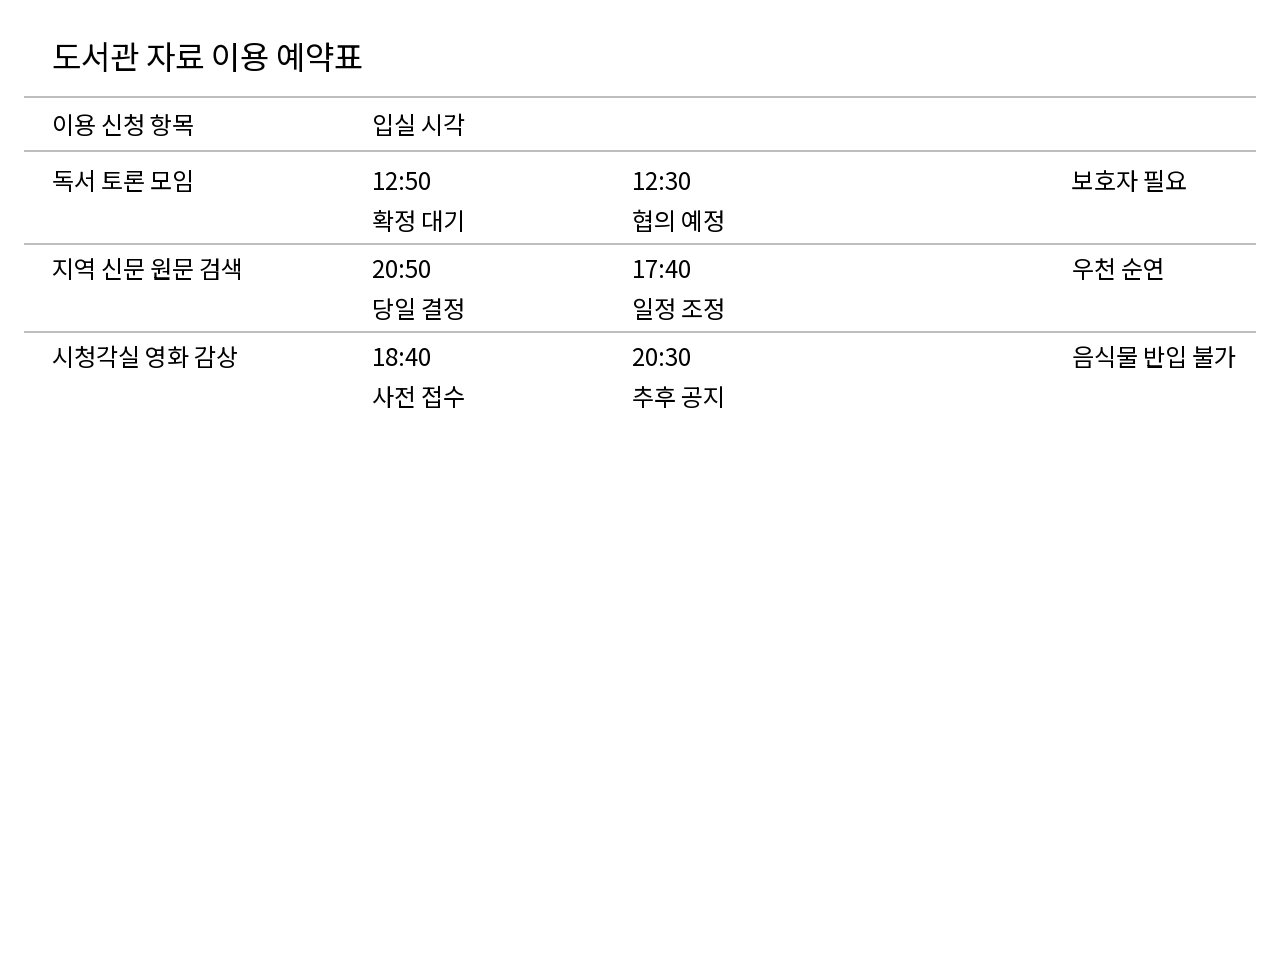 도서관 자료 이용 예약표
이용 신청 항목 입실 시각
독서 토론 모임 12:50 12:30 보호자 필요
확정 대기 협의 예정
지역 신문 원문 검색 20:50 17:40 우천 순연
당일 결정 일정 조정
시청각실 영화 감상 18:40 20:30 음식물 반입 불가
사전 접수 추후 공지